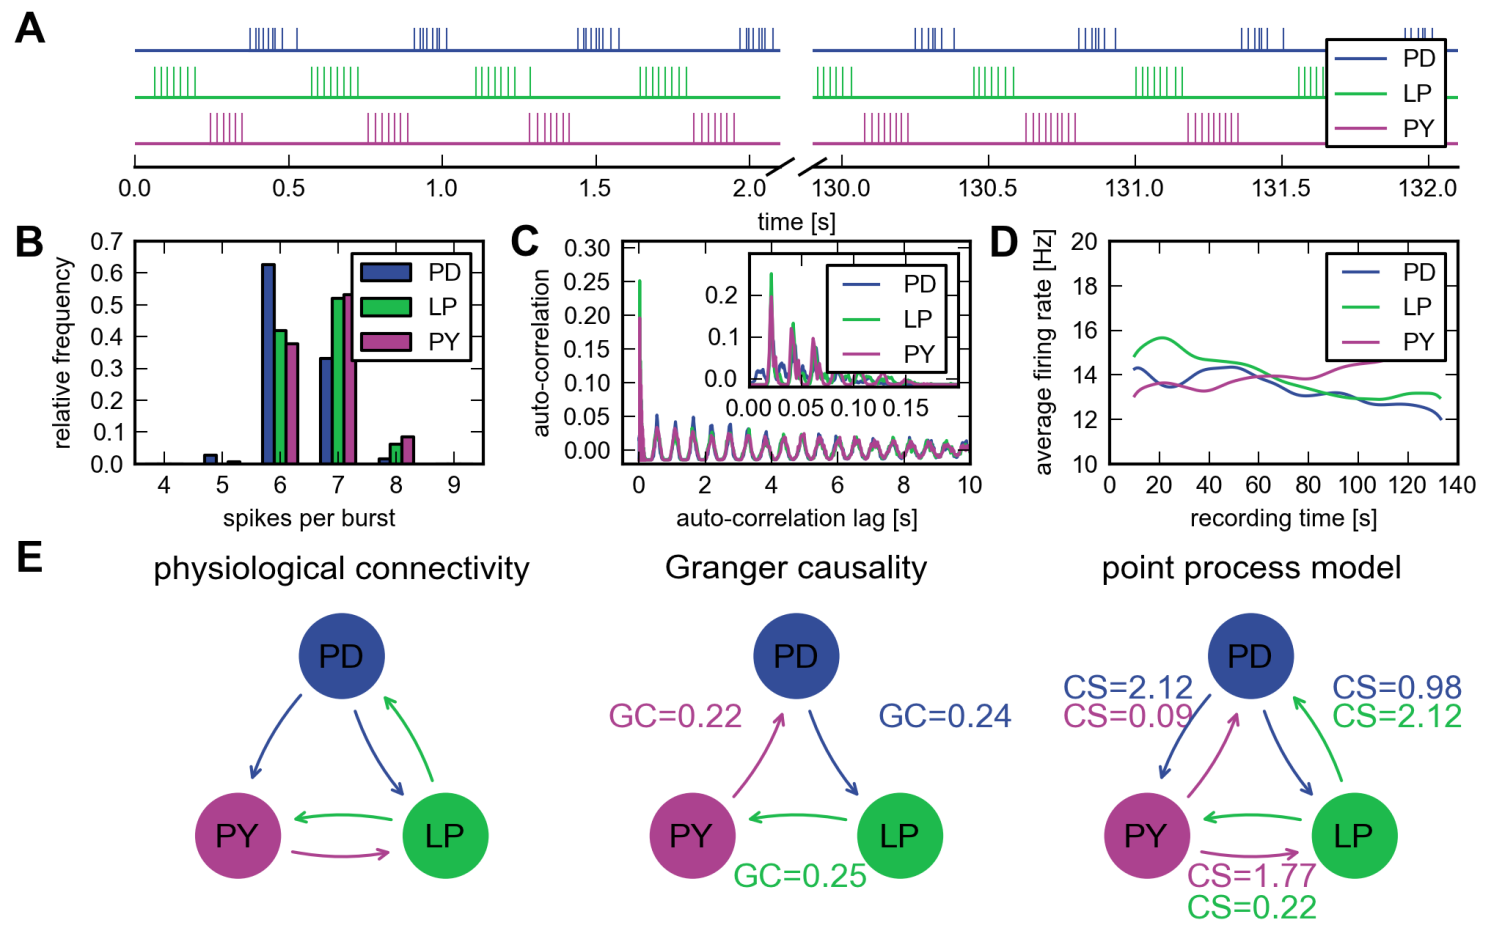 A
PD
LP
PY
0.0 0.5 1.0 1.5 2.0 130.0 130.5 131.0 131.5 132.0
time [s]
B
0.7
0.6
0.5
0.4
0.3
0.2
0.1
0.0
relative frequency
PD
LP
PY
4 5 6 7 8 9
spikes per burst
C
0.30
0.25
0.20
0.15
0.10
0.05
0.00
auto-correlation
0.2
0.1
0.0
PD
LP
PY
0.00 0.05 0.10 0.15
0 2 4 6 8 10
auto-correlation lag [s]
D
20
18
16
14
12
10
average firing rate [Hz]
PD
LP
PY
0 20 40 60 80 100 120 140
recording time [s]
E
physiological connectivity
PD
PY
LP
Granger causality
PD
GC=0.22
GC=0.24
PY
LP
GC=0.25
point process model
PD
CS=2.12
CS=0.09
CS=0.98
CS=2.12
PY
LP
CS=1.77
CS=0.22